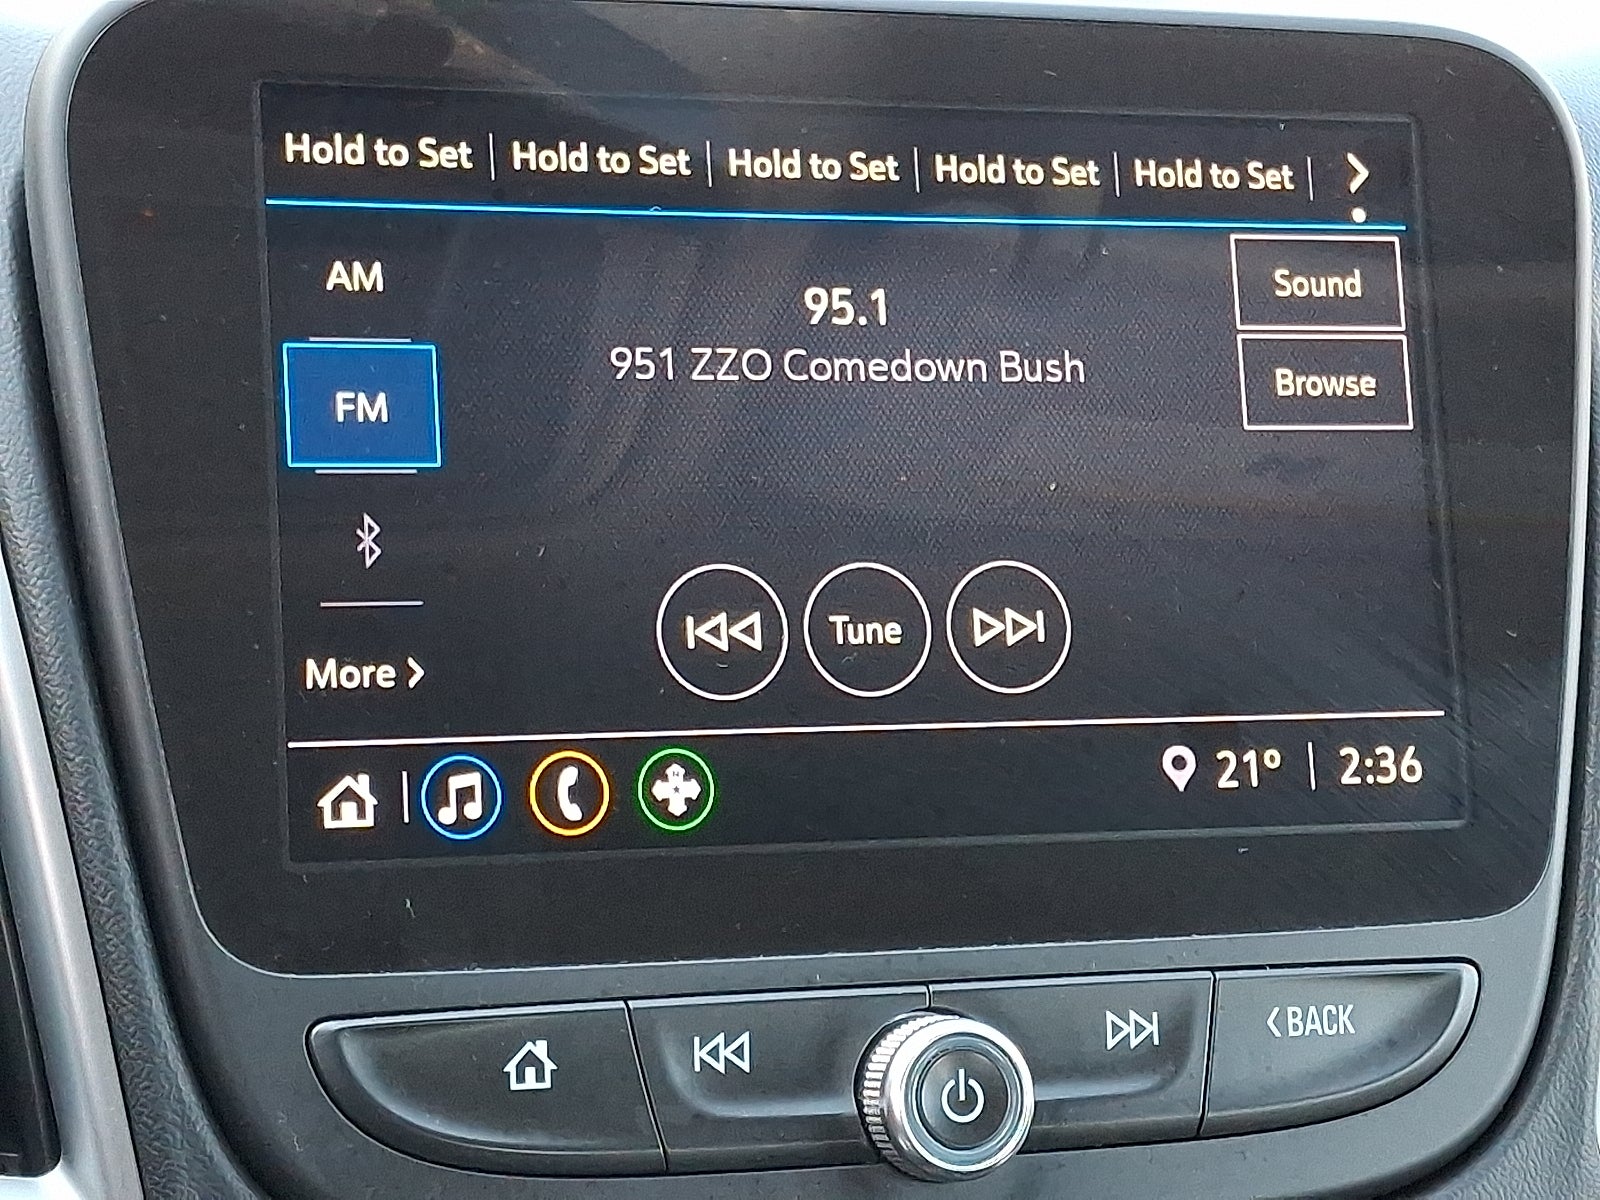 Hold to Set | Hold to Set | Hold to Set | Hold to Set | Hold to Set |
AM
95.1
Sound
951 ZZO Comedown Bush
Browse
FM
Tune
More >
21° | 2:36
< BACK